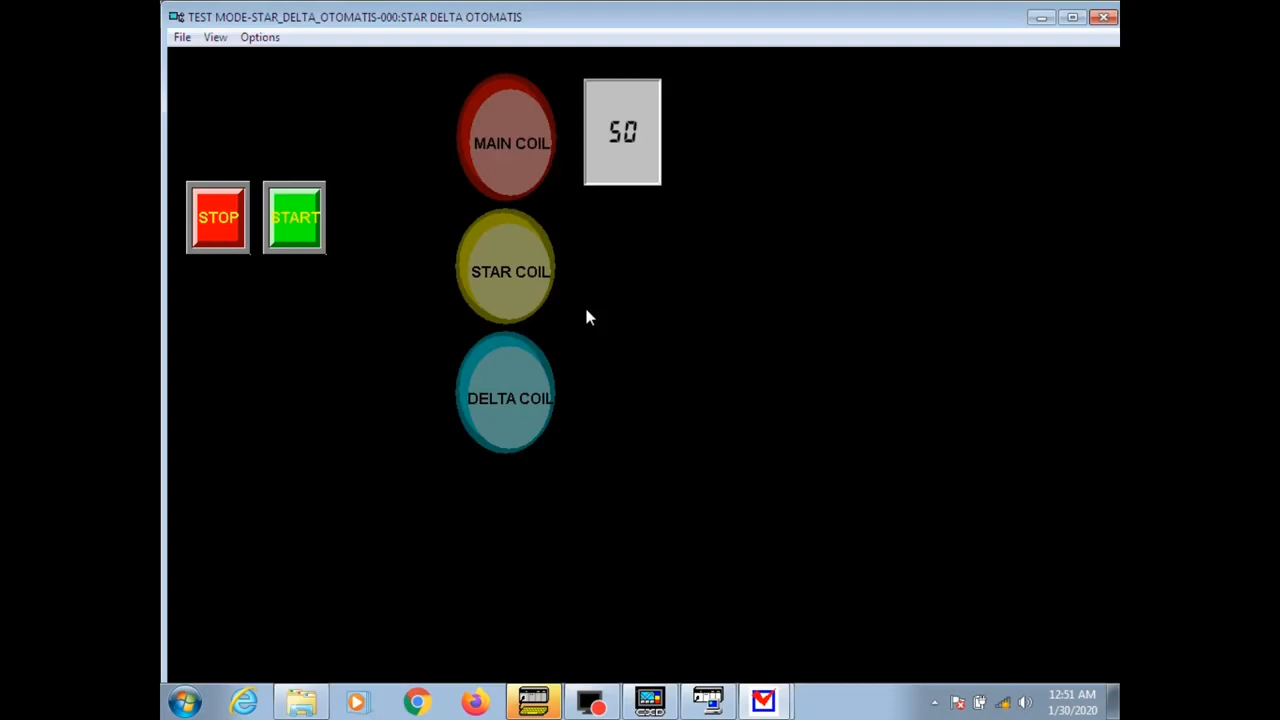 TEST MODE-STAR_DELTA_OTOMATIS-000:STAR DELTA OTOMATIS
File View Options
MAIN COIL
50
STOP
START
STAR COIL
DELTA COIL
CXD
12:51 AM
1/30/2020